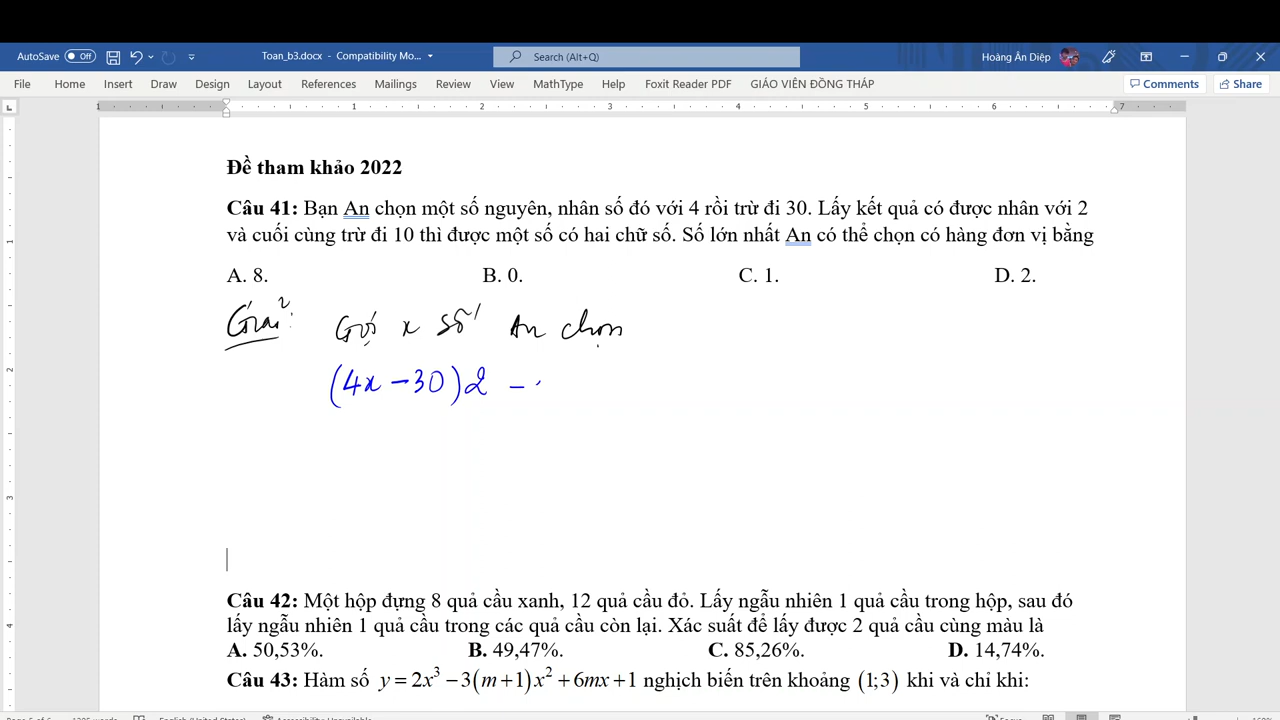 AutoSave Off Toan_b3.docx - Compatibility Mo... Search (Alt+Q) Hoàng Ân Diệp
File Home Insert Draw Design Layout References Mailings Review View MathType Help Foxit Reader PDF GIÁO VIÊN ĐỒNG THÁP Comments Share
1 1 2 3 4 5 6 7
Đề tham khảo 2022
Câu 41: Bạn An chọn một số nguyên, nhân số đó với 4 rồi trừ đi 30. Lấy kết quả có được nhân với 2
và cuối cùng trừ đi 10 thì được một số có hai chữ số. Số lớn nhất An có thể chọn có hàng đơn vị bằng
A. 8. B. 0. C. 1. D. 2.
Giải: Gọi x số An chọn
(4x - 30)2 -
Câu 42: Một hộp đựng 8 quả cầu xanh, 12 quả cầu đỏ. Lấy ngẫu nhiên 1 quả cầu trong hộp, sau đó
lấy ngẫu nhiên 1 quả cầu trong các quả cầu còn lại. Xác suất để lấy được 2 quả cầu cùng màu là
A. 50,53%. B. 49,47%. C. 85,26%. D. 14,74%.
Câu 43: Hàm số y = 2x³ − 3(m+1)x² + 6mx + 1 nghịch biến trên khoảng (1;3) khi và chỉ khi: